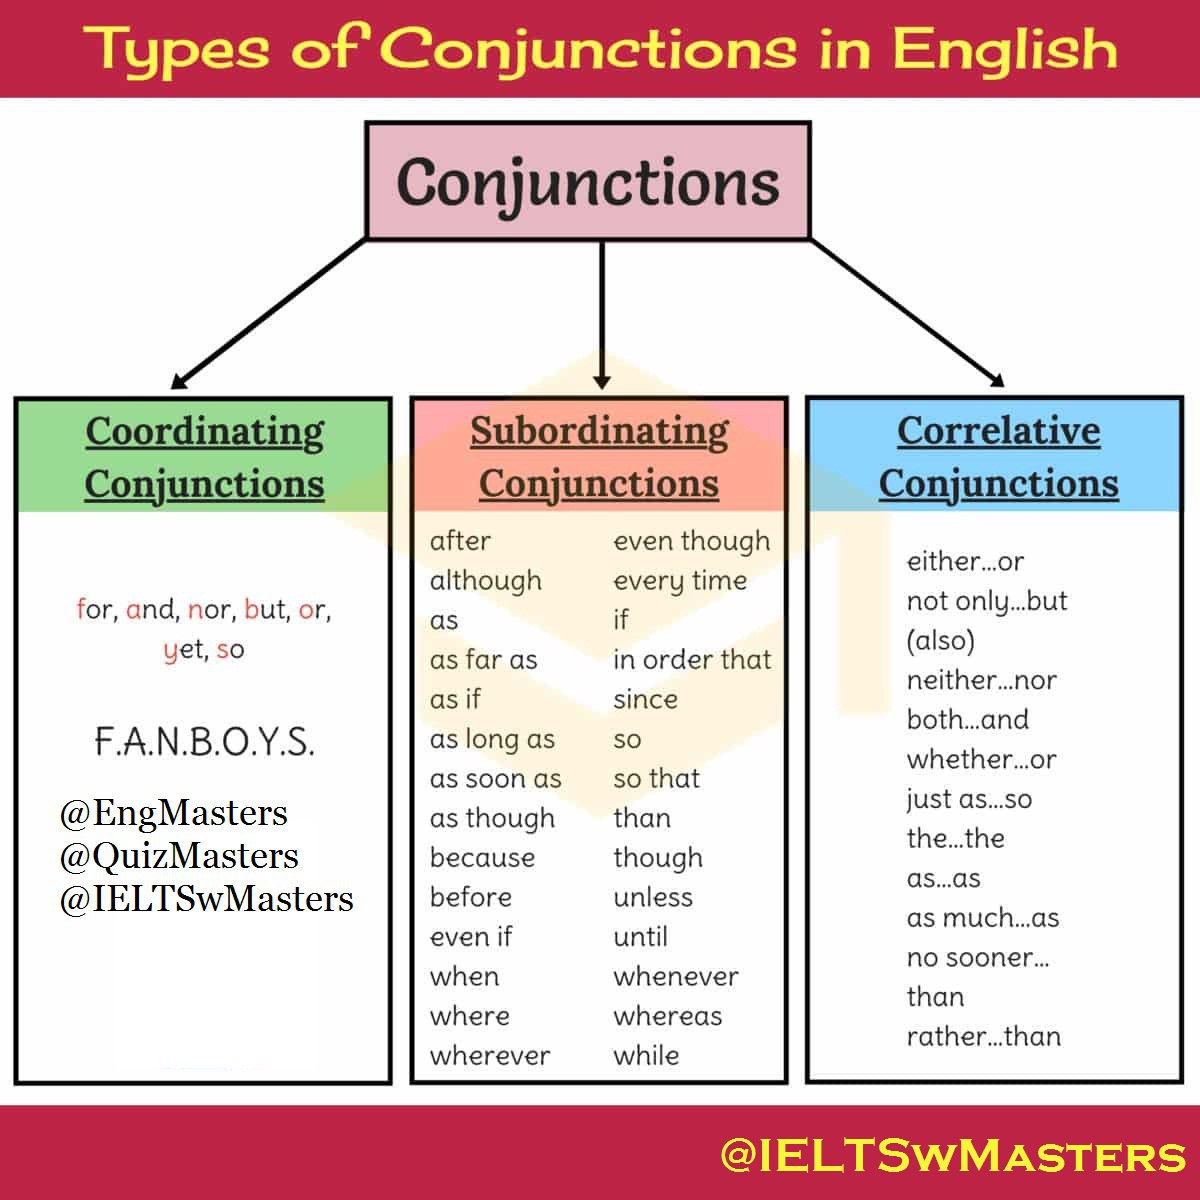 Types of Conjunctions in English
Conjunctions
Coordinating
Conjunctions
for, and, nor, but, or,
yet, so
F.A.N.B.O.Y.S.
@EngMasters
@QuizMasters
@IELTSwMasters
Subordinating
Conjunctions
after
although
as
as far as
as if
as long as
as soon as
as though
because
before
even if
when
where
wherever
even though
every time
if
in order that
since
so
so that
than
though
unless
until
whenever
whereas
while
Correlative
Conjunctions
either...or
not only...but
(also)
neither...nor
both...and
whether...or
just as...so
the...the
as...as
as much...as
no sooner...
than
rather...than
@IELTSwMasters